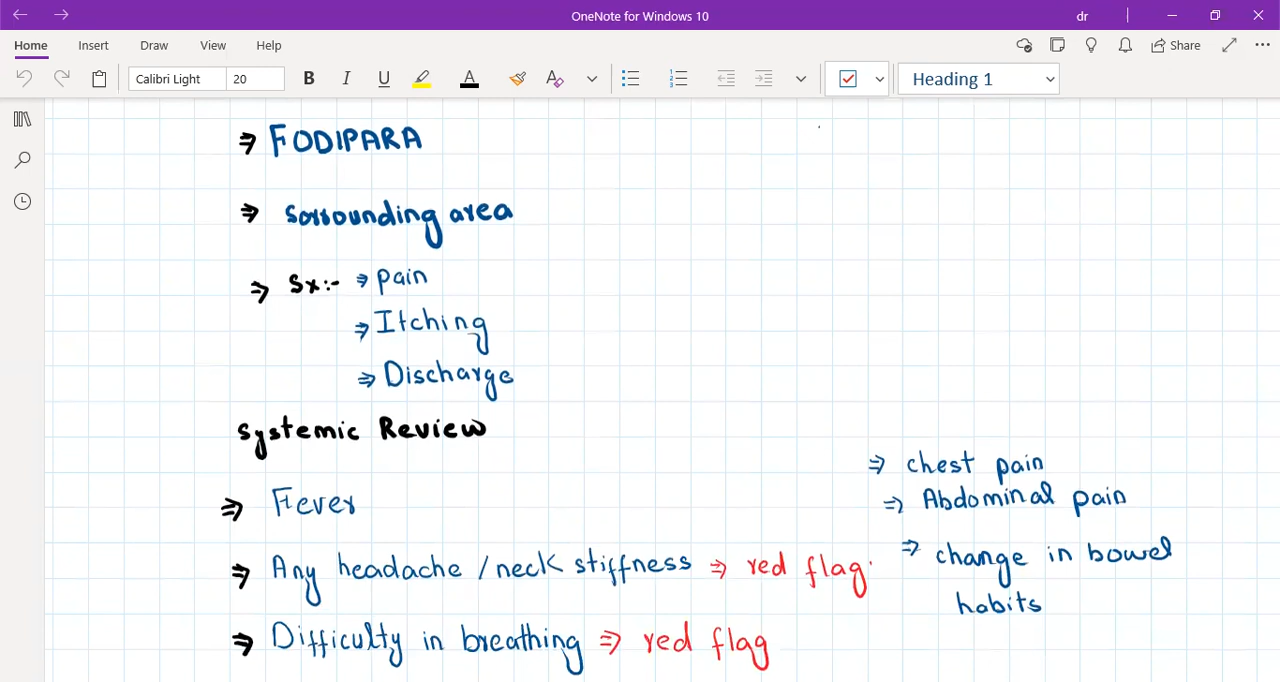 OneNote for Windows 10
dr
Home Insert Draw View Help
Share
Calibri Light 20 B I U A Heading 1
⇒ FODIPARA
⇒ Sorrounding area
⇒ Sx:- ⇒ pain
⇒ Itching
⇒ Discharge
Systemic Review
⇒ Fever
⇒ Any headache / neck stiffness ⇒ red flag.
⇒ Difficulty in breathing ⇒ red flag
⇒ chest pain
⇒ Abdominal pain
⇒ change in bowel
habits